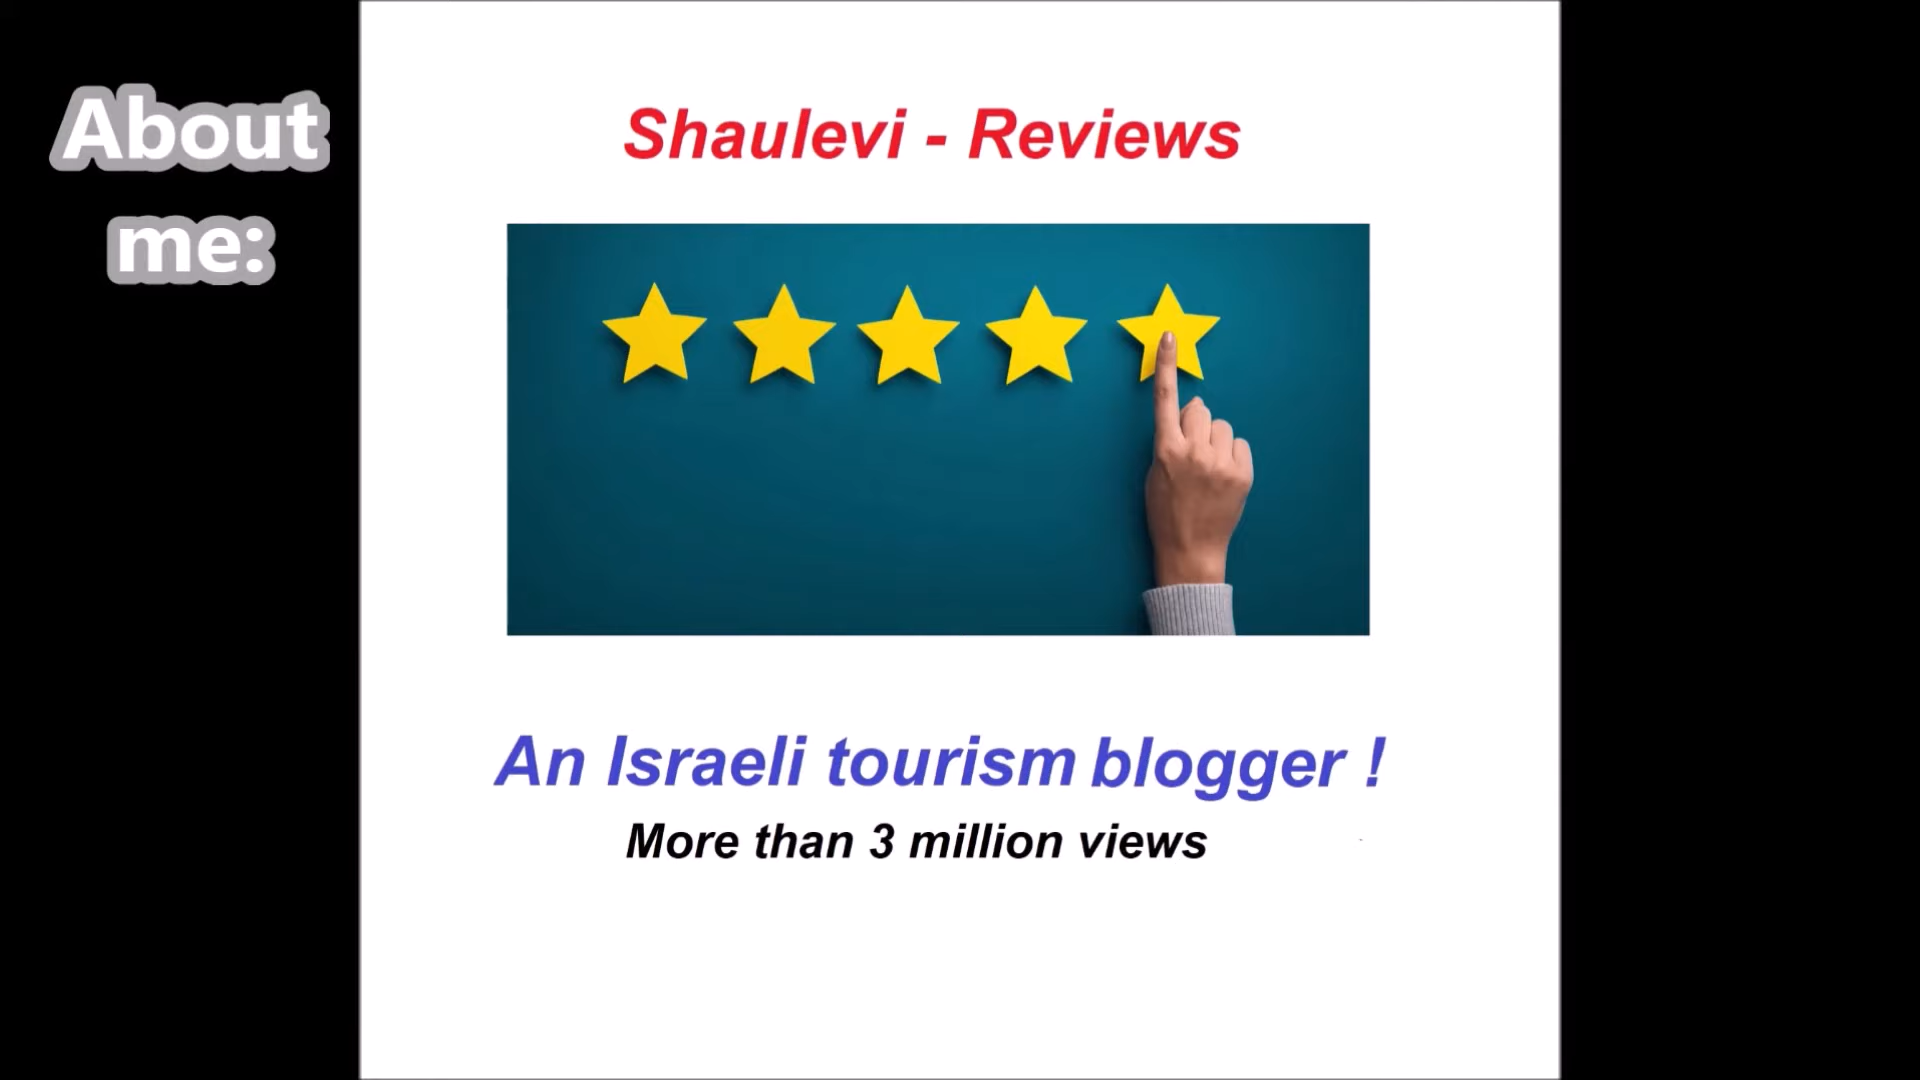 About
me:
Shaulevi - Reviews
An Israeli tourism blogger !
More than 3 million views